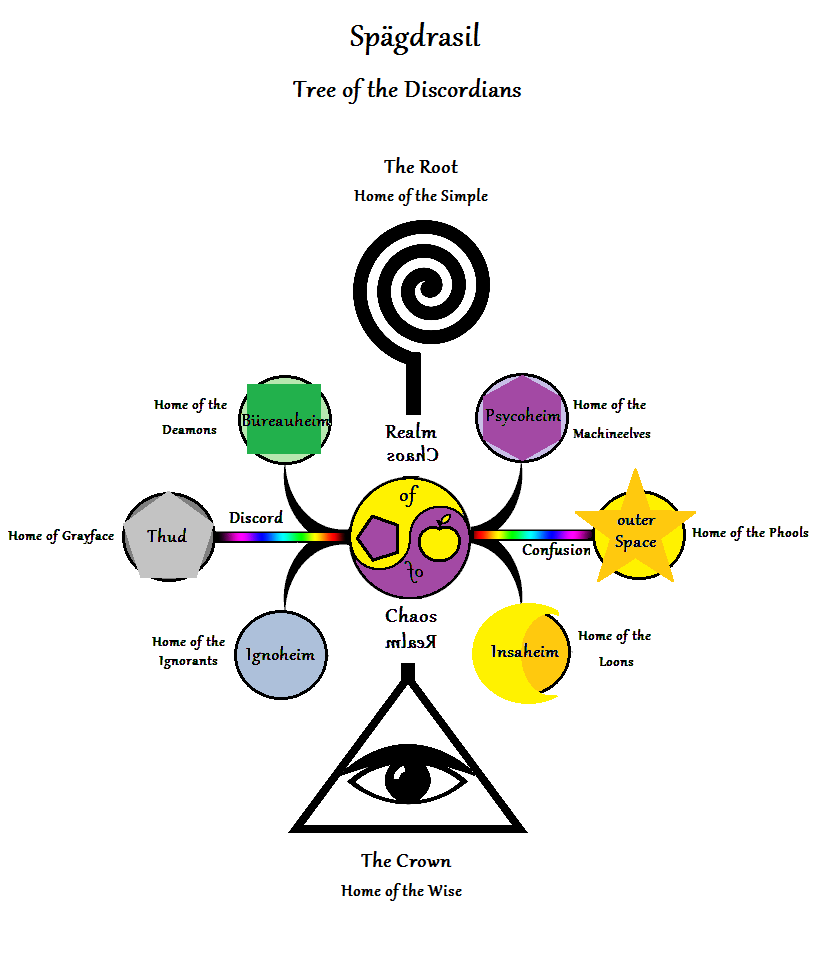 Spägdrasil
Tree of the Discordians
The Root
Home of the Simple
Home of the
Deamons
Büreauheim
Psycoheim
Home of the
Machineelves
Realm
Chaos
of
Home of Grayface
Thud
Discord
Confusion
outer
Space
Home of the Phools
of
Chaos
Realm
Home of the
Ignorants
Ignoheim
Insaheim
Home of the
Loons
The Crown
Home of the Wise